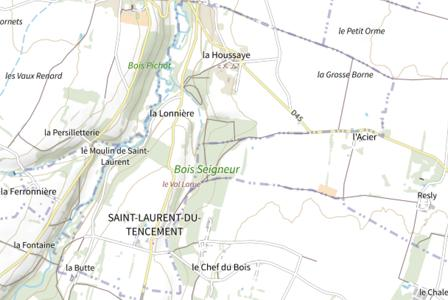 ornets
le Petit Orme
la Houssaye
Bois Pichot
les Vaux Renard
la Grosse Borne
la Lonnière
D45
la Persilletterie
l'Acier
le Moulin de Saint-
Laurent
Bois Seigneur
la Ferronnière
le Val Larue
Resly
SAINT-LAURENT-DU-
TENCEMENT
la Fontaine
la Butte
le Chef du Bois
le Chale